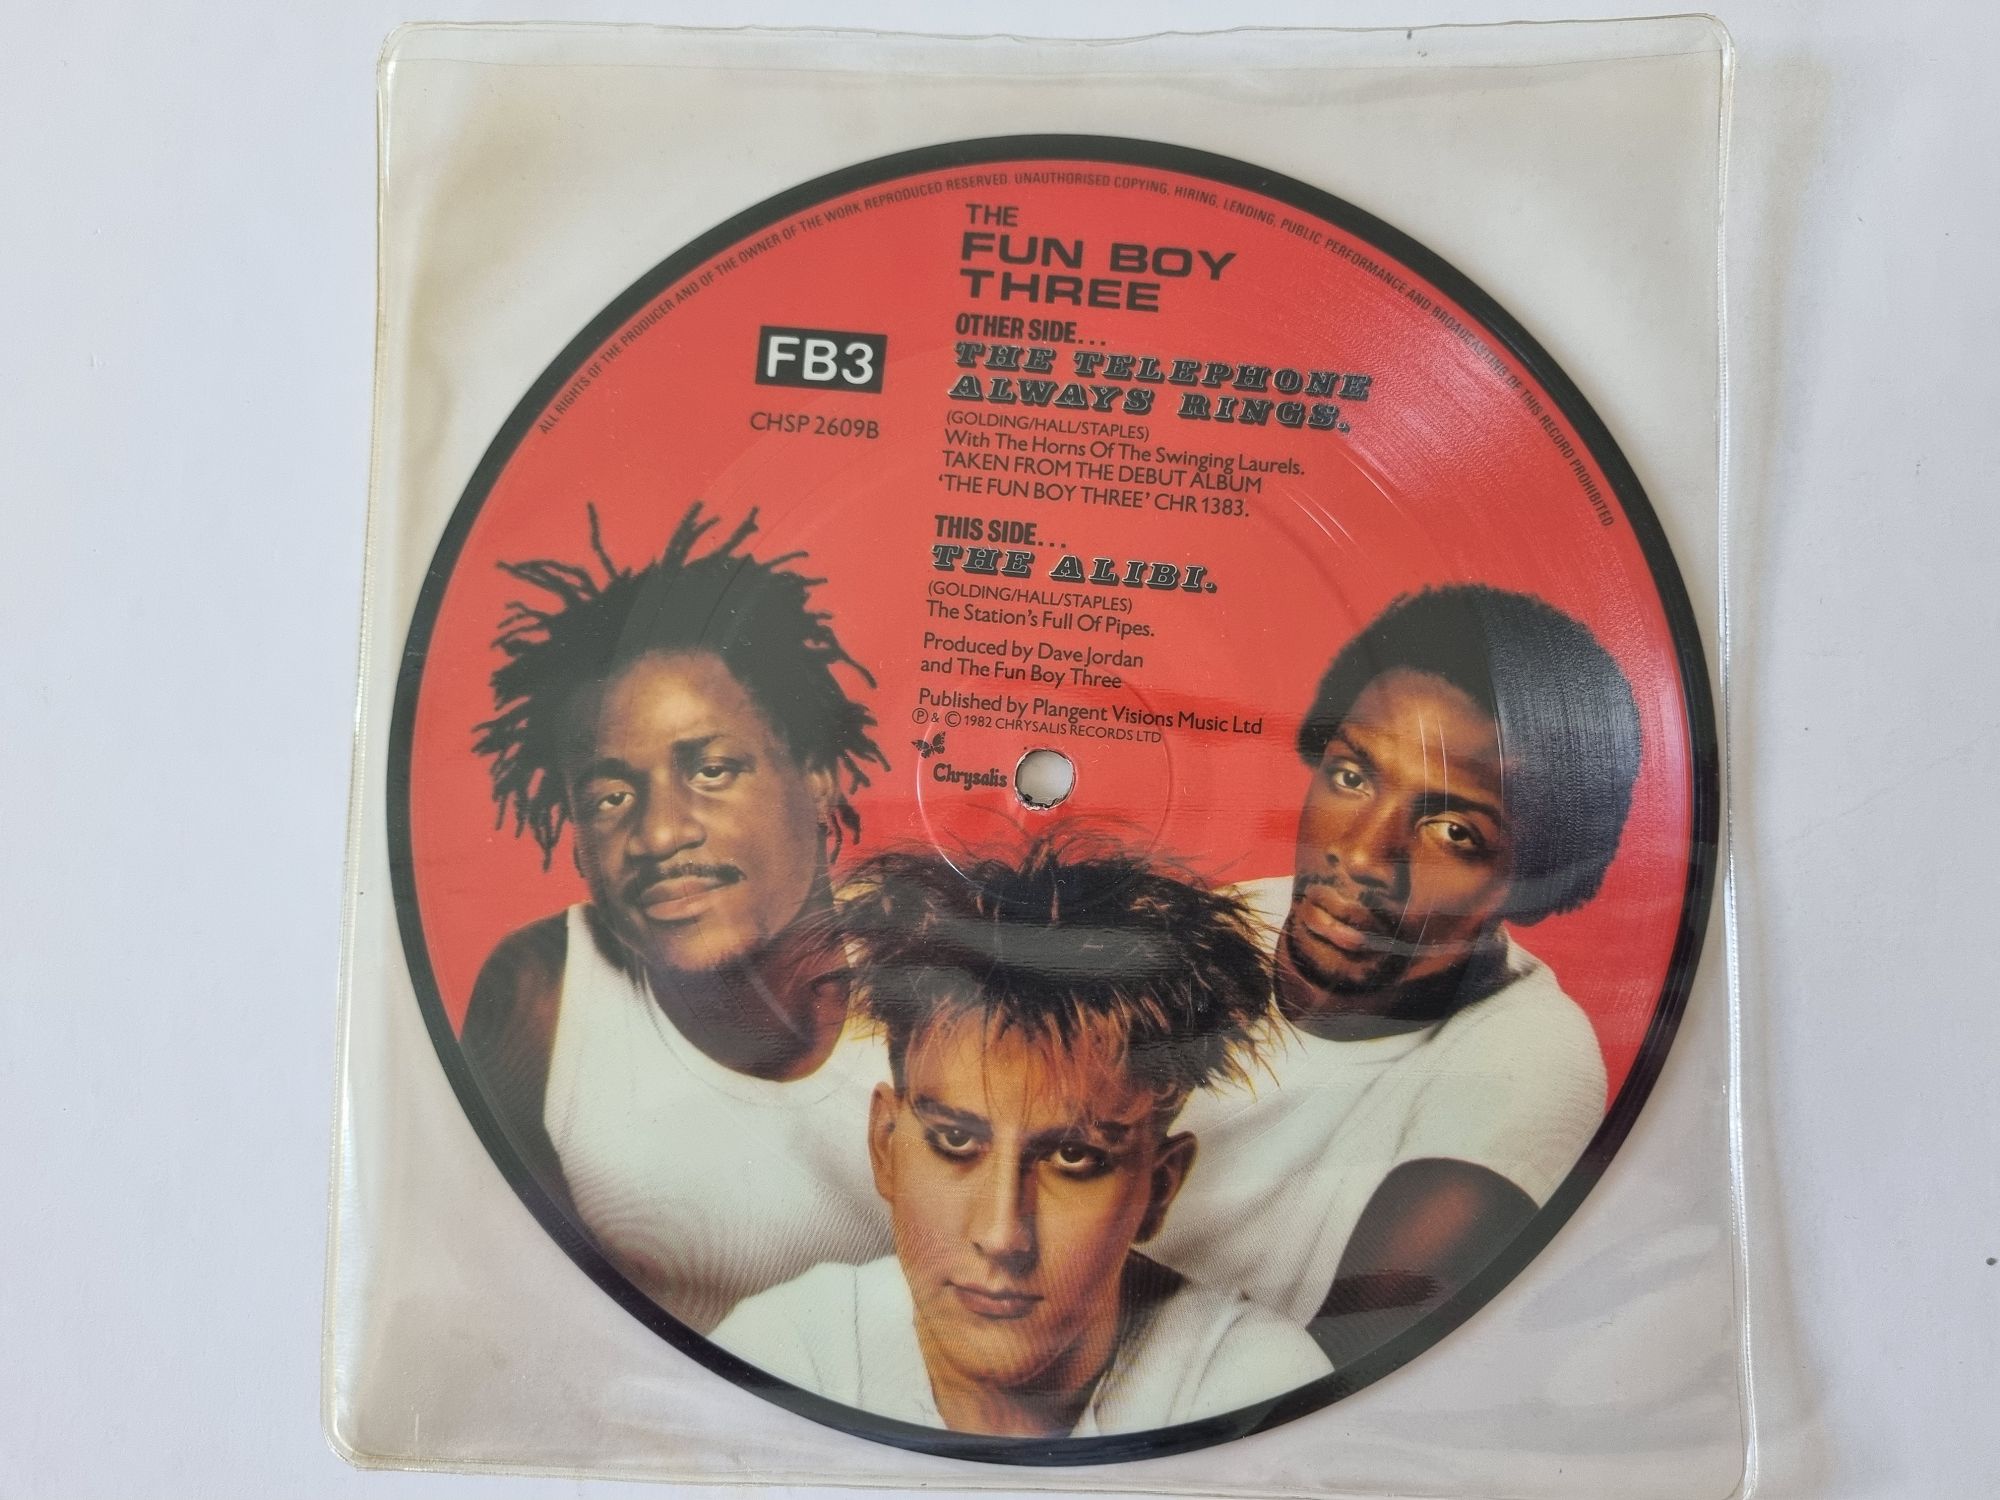 ALL RIGHTS OF THE PRODUCER AND OF THE OWNER OF THE WORK REPRODUCED RESERVED. UNAUTHORISED COPYING, HIRING, LENDING, PUBLIC PERFORMANCE AND BROADCASTING OF THIS RECORD PROHIBITED
THE
FUN BOY
THREE
FB3
CHSP 2609B
OTHER SIDE...
THE TELEPHONE
ALWAYS RINGS.
(GOLDING/HALL/STAPLES)
With The Horns Of The Swinging Laurels.
TAKEN FROM THE DEBUT ALBUM
'THE FUN BOY THREE' CHR 1383.
THIS SIDE...
THE ALIBI.
(GOLDING/HALL/STAPLES)
The Station's Full Of Pipes.
Produced by Dave Jordan
and The Fun Boy Three
Published by Plangent Visions Music Ltd
℗ & © 1982 CHRYSALIS RECORDS LTD
Chrysalis